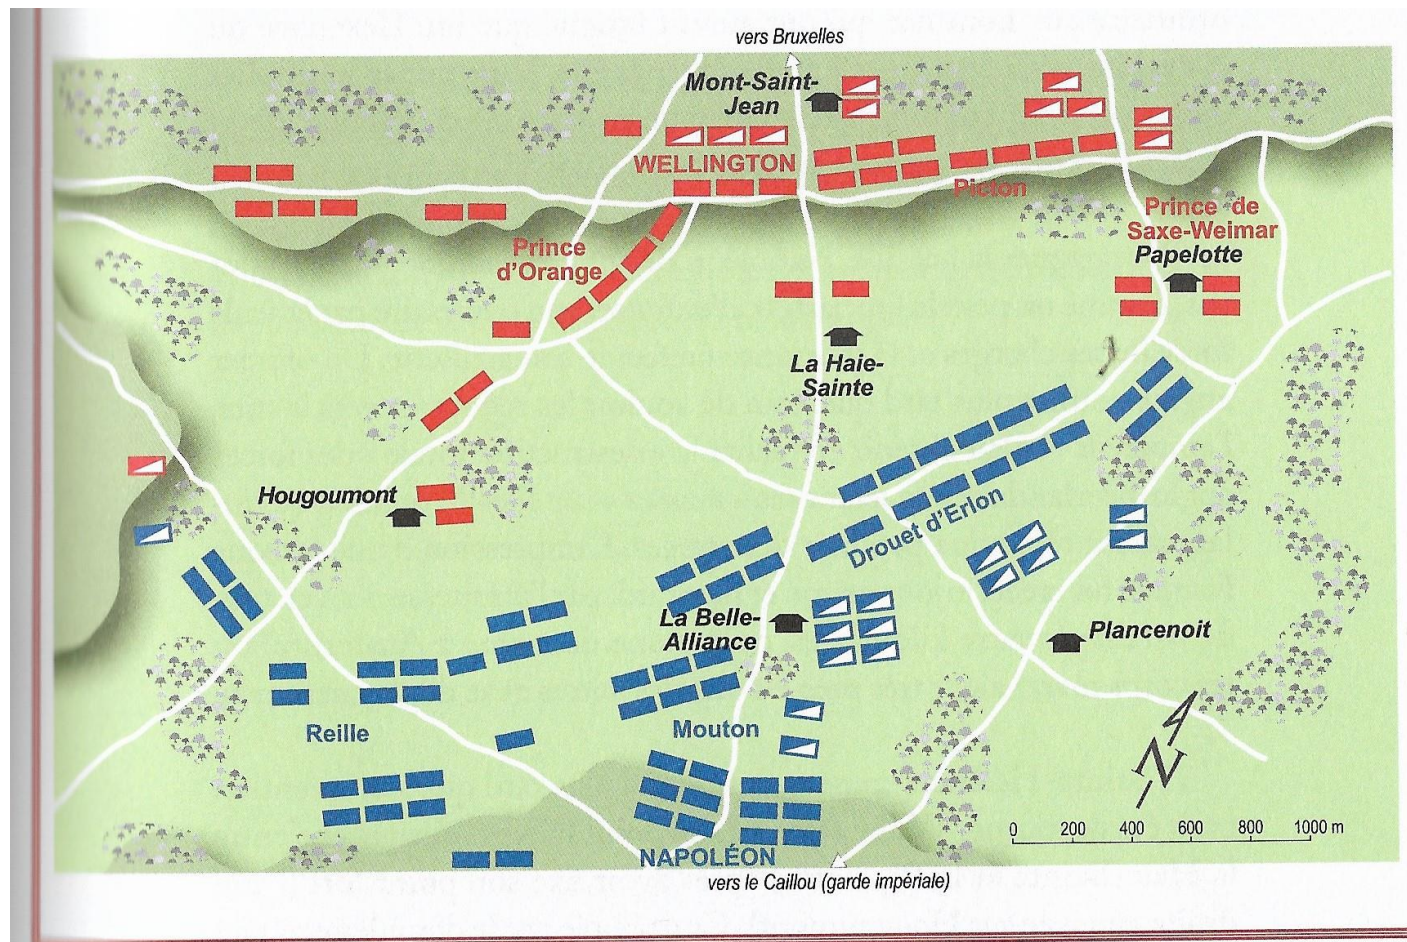 vers Bruxelles
Mont-Saint-
Jean
WELLINGTON
Picton
Prince de
Saxe-Weimar
Papelotte
Prince
d'Orange
La Haie-
Sainte
Hougoumont
Drouet d'Erlon
La Belle-
Alliance
Plancenoit
Reille
Mouton
N
0 200 400 600 800 1000 m
NAPOLÉON
vers le Caillou (garde impériale)